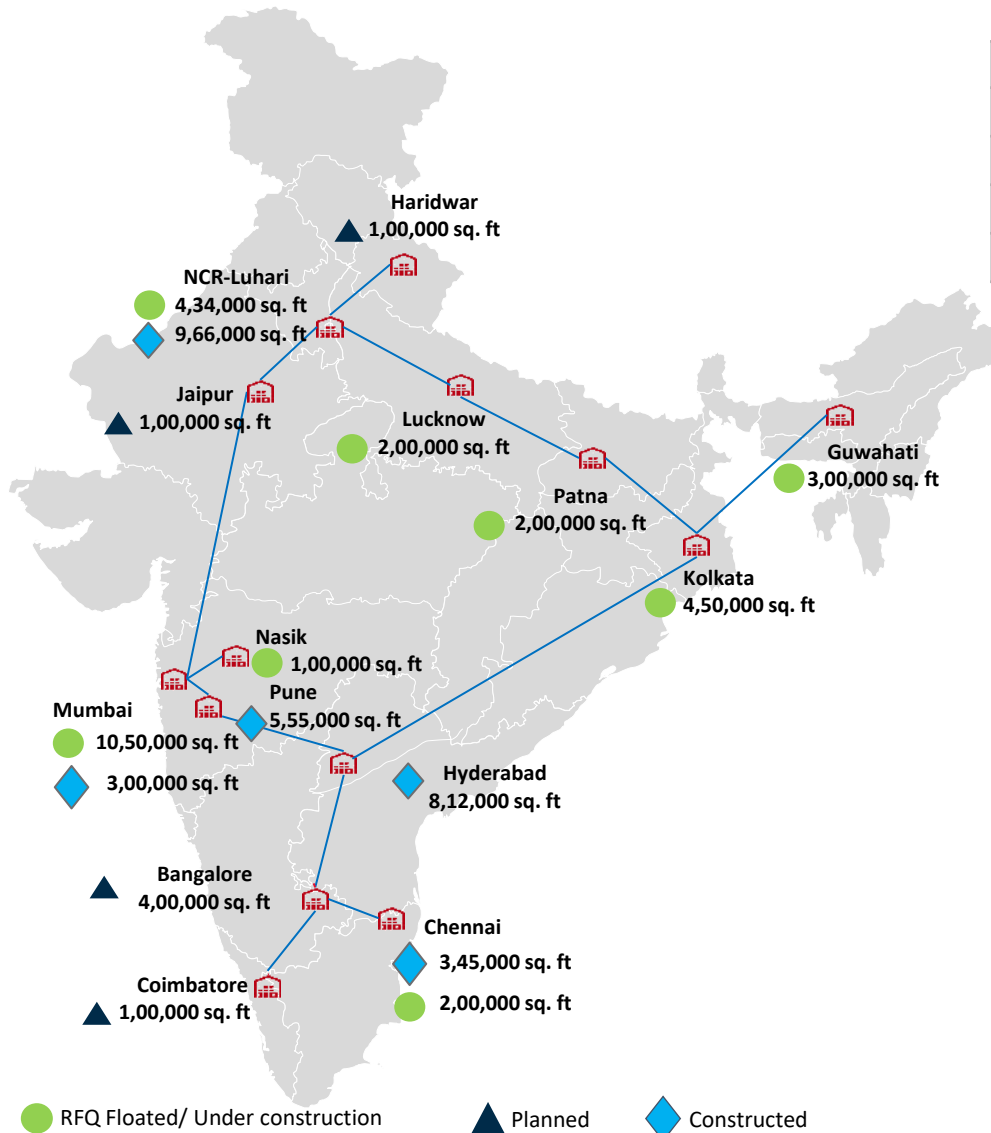 Haridwar
1,00,000 sq. ft
NCR-Luhari
4,34,000 sq. ft
9,66,000 sq. ft
Jaipur
1,00,000 sq. ft
Lucknow
2,00,000 sq. ft
Guwahati
3,00,000 sq. ft
Patna
2,00,000 sq. ft
Kolkata
4,50,000 sq. ft
Nasik
1,00,000 sq. ft
Pune
5,55,000 sq. ft
Mumbai
10,50,000 sq. ft
3,00,000 sq. ft
Hyderabad
8,12,000 sq. ft
Bangalore
4,00,000 sq. ft
Chennai
3,45,000 sq. ft
2,00,000 sq. ft
Coimbatore
1,00,000 sq. ft
RFQ Floated/ Under construction
Planned
Constructed